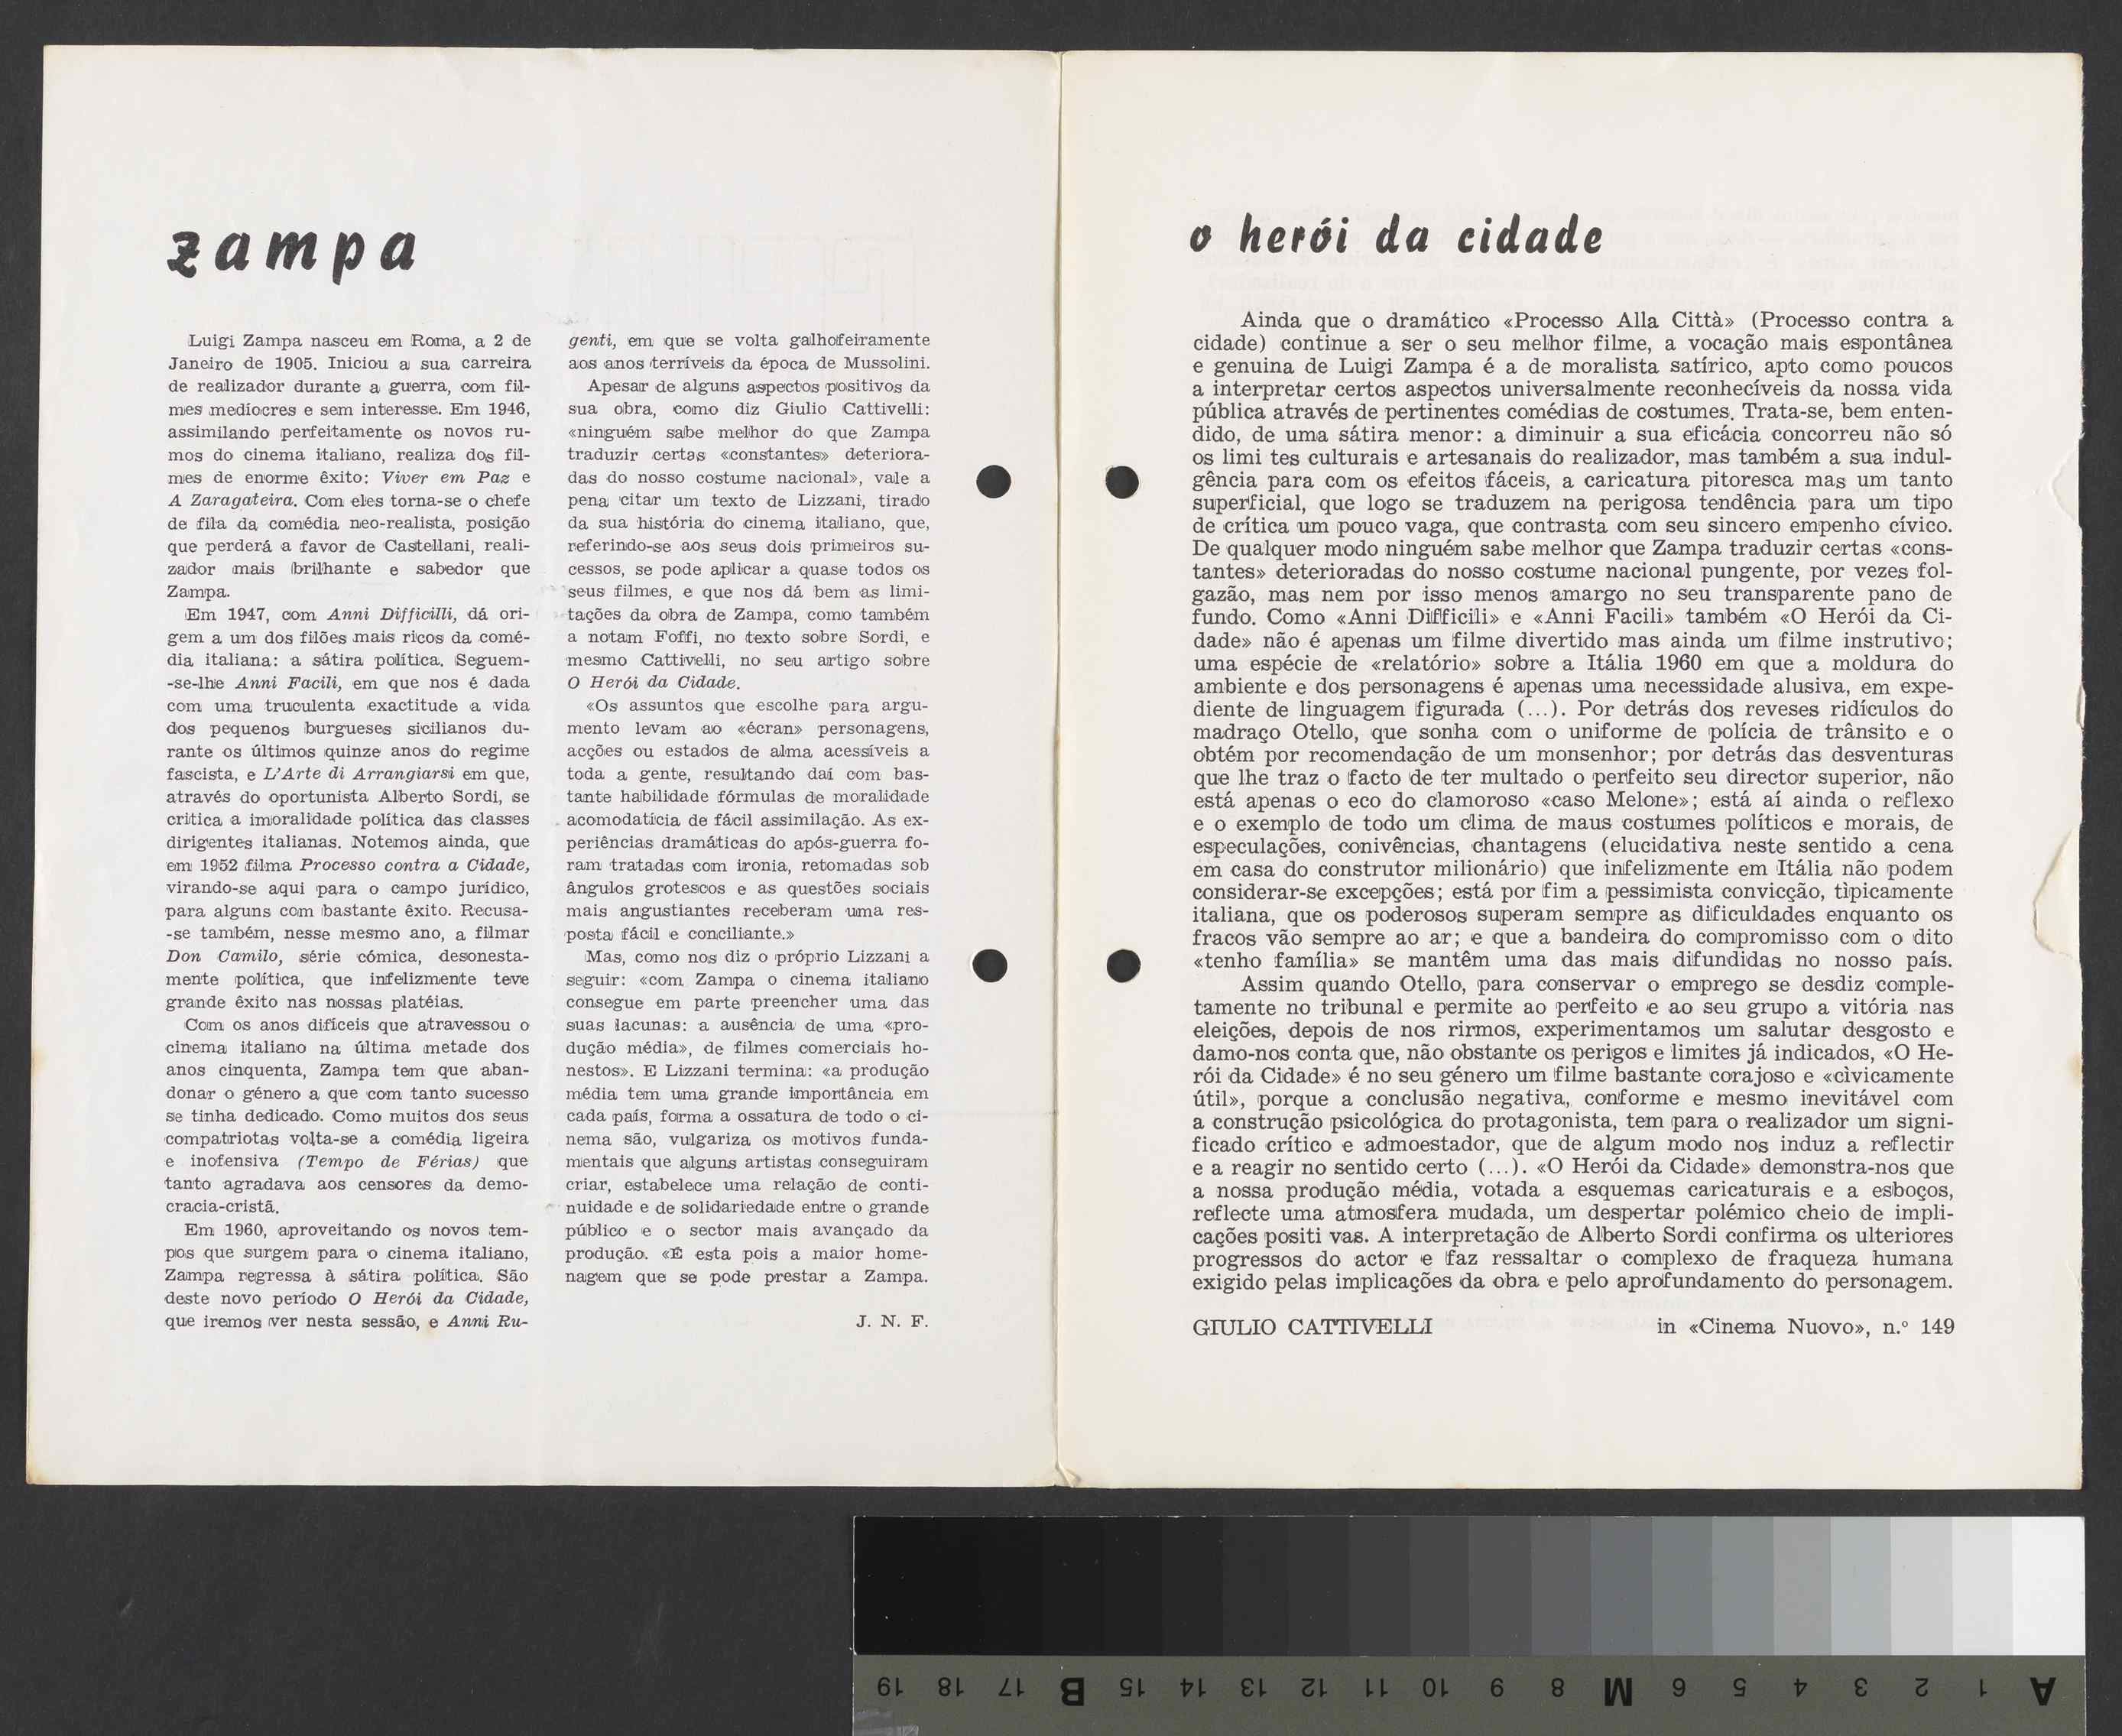 zampa
Luigi Zampa nasceu em Roma, a 2 de
Janeiro de 1905. Iniciou a sua carreira
de realizador durante a guerra, com fil-
mes medíocres e sem interesse. Em 1946,
assimilando perfeitamente os novos ru-
mos do cinema italiano, realiza dos fil-
mes de enorme êxito: Viver em Paz e
A Zaragateira. Com eles torna-se o chefe
de fila da comédia neo-realista, posição
que perderá a favor de Castellani, reali-
zador mais brilhante e sabedor que
Zampa.
Em 1947, com Anni Difficilli, dá ori-
gem a um dos filões mais ricos da comé-
dia italiana: a sátira política. Seguem-
-se-lhe Anni Facili, em que nos é dada
com uma truculenta exactitude a vida
dos pequenos burgueses sicilianos du-
rante os últimos quinze anos do regime
fascista, e L'Arte di Arrangiarsi em que,
através do oportunista Alberto Sordi, se
critica a imoralidade política das classes
dirigentes italianas. Notemos ainda, que
em 1952 filma Processo contra a Cidade,
virando-se aqui para o campo jurídico,
para alguns com bastante êxito. Recusa-
-se também, nesse mesmo ano, a filmar
Don Camilo, série cómica, desonesta-
mente política, que infelizmente teve
grande êxito nas nossas platéias.
Com os anos difíceis que atravessou o
cinema italiano na última metade dos
anos cinquenta, Zampa tem que aban-
donar o género a que com tanto sucesso
se tinha dedicado. Como muitos dos seus
compatriotas volta-se a comédia ligeira
e inofensiva (Tempo de Férias) que
tanto agradava aos censores da demo-
cracia-cristã.
Em 1960, aproveitando os novos tem-
pos que surgem para o cinema italiano,
Zampa regressa à sátira política. São
deste novo período O Herói da Cidade,
que iremos ver nesta sessão, e Anni Ru-
genti, em que se volta galhofeiramente
aos anos terríveis da época de Mussolini.
Apesar de alguns aspectos positivos da
sua obra, como diz Giulio Cattivelli:
«ninguém sabe melhor do que Zampa
traduzir certas «constantes» deteriora-
das do nosso costume nacional», vale a
pena citar um texto de Lizzani, tirado
da sua história do cinema italiano, que,
referindo-se aos seus dois primeiros su-
cessos, se pode aplicar a quase todos os
seus filmes, e que nos dá bem as limi-
tações da obra de Zampa, como também
a notam Foffi, no texto sobre Sordi, e
mesmo Cattivelli, no seu artigo sobre
O Herói da Cidade.
«Os assuntos que escolhe para argu-
mento levam ao «écran» personagens,
acções ou estados de alma acessíveis a
toda a gente, resultando daí com bas-
tante habilidade fórmulas de moralidade
acomodatícia de fácil assimilação. As ex-
periências dramáticas do após-guerra fo-
ram tratadas com ironia, retomadas sob
ângulos grotescos e as questões sociais
mais angustiantes receberam uma res-
posta fácil e conciliante.»
Mas, como nos diz o próprio Lizzani a
seguir: «com Zampa o cinema italiano
consegue em parte preencher uma das
suas lacunas: a ausência de uma «pro-
dução média», de filmes comerciais ho-
nestos». E Lizzani termina: «a produção
média tem uma grande importância em
cada país, forma a ossatura de todo o ci-
nema são, vulgariza os motivos funda-
mentais que alguns artistas conseguiram
criar, estabelece uma relação de conti-
nuidade e de solidariedade entre o grande
público e o sector mais avançado da
produção. «É esta pois a maior home-
nagem que se pode prestar a Zampa.
J. N. F.
o herói da cidade
Ainda que o dramático «Processo Alla Città» (Processo contra a
cidade) continue a ser o seu melhor filme, a vocação mais espontânea
e genuina de Luigi Zampa é a de moralista satírico, apto como poucos
a interpretar certos aspectos universalmente reconhecíveis da nossa vida
pública através de pertinentes comédias de costumes. Trata-se, bem enten-
dido, de uma sátira menor: a diminuir a sua eficácia concorreu não só
os limi tes culturais e artesanais do realizador, mas também a sua indul-
gência para com os efeitos fáceis, a caricatura pitoresca mas um tanto
superficial, que logo se traduzem na perigosa tendência para um tipo
de crítica um pouco vaga, que contrasta com seu sincero empenho cívico.
De qualquer modo ninguém sabe melhor que Zampa traduzir certas «cons-
tantes» deterioradas do nosso costume nacional pungente, por vezes fol-
gazão, mas nem por isso menos amargo no seu transparente pano de
fundo. Como «Anni Difficili» e «Anni Facili» também «O Herói da Ci-
dade» não é apenas um filme divertido mas ainda um filme instrutivo;
uma espécie de «relatório» sobre a Itália 1960 em que a moldura do
ambiente e dos personagens é apenas uma necessidade alusiva, em expe-
diente de linguagem figurada (...). Por detrás dos reveses ridículos do
madraço Otello, que sonha com o uniforme de polícia de trânsito e o
obtém por recomendação de um monsenhor; por detrás das desventuras
que lhe traz o facto de ter multado o perfeito seu director superior, não
está apenas o eco do clamoroso «caso Melone»; está aí ainda o reflexo
e o exemplo de todo um clima de maus costumes políticos e morais, de
especulações, conivências, chantagens (elucidativa neste sentido a cena
em casa do construtor milionário) que infelizmente em Itália não podem
considerar-se excepções; está por fim a pessimista convicção, tìpicamente
italiana, que os poderosos superam sempre as dificuldades enquanto os
fracos vão sempre ao ar; e que a bandeira do compromisso com o dito
«tenho família» se mantêm uma das mais difundidas no nosso país.
Assim quando Otello, para conservar o emprego se desdiz comple-
tamente no tribunal e permite ao perfeito e ao seu grupo a vitória nas
eleições, depois de nos rirmos, experimentamos um salutar desgosto e
damo-nos conta que, não obstante os perigos e limites já indicados, «O He-
rói da Cidade» é no seu género um filme bastante corajoso e «cìvicamente
útil», porque a conclusão negativa, conforme e mesmo inevitável com
a construção psicológica do protagonista, tem para o realizador um signi-
ficado crítico e admoestador, que de algum modo nos induz a reflectir
e a reagir no sentido certo (...). «O Herói da Cidade» demonstra-nos que
a nossa produção média, votada a esquemas caricaturais e a esboços,
reflecte uma atmosfera mudada, um despertar polémico cheio de impli-
cações positi vas. A interpretação de Alberto Sordi confirma os ulteriores
progressos do actor e faz ressaltar o complexo de fraqueza humana
exigido pelas implicações da obra e pelo aprofundamento do personagem.
GIULIO CATTIVELLI in «Cinema Nuovo», n.º 149
19 18 17 B 15 14 13 12 11 10 9 8 M 6 5 4 3 2 1 A